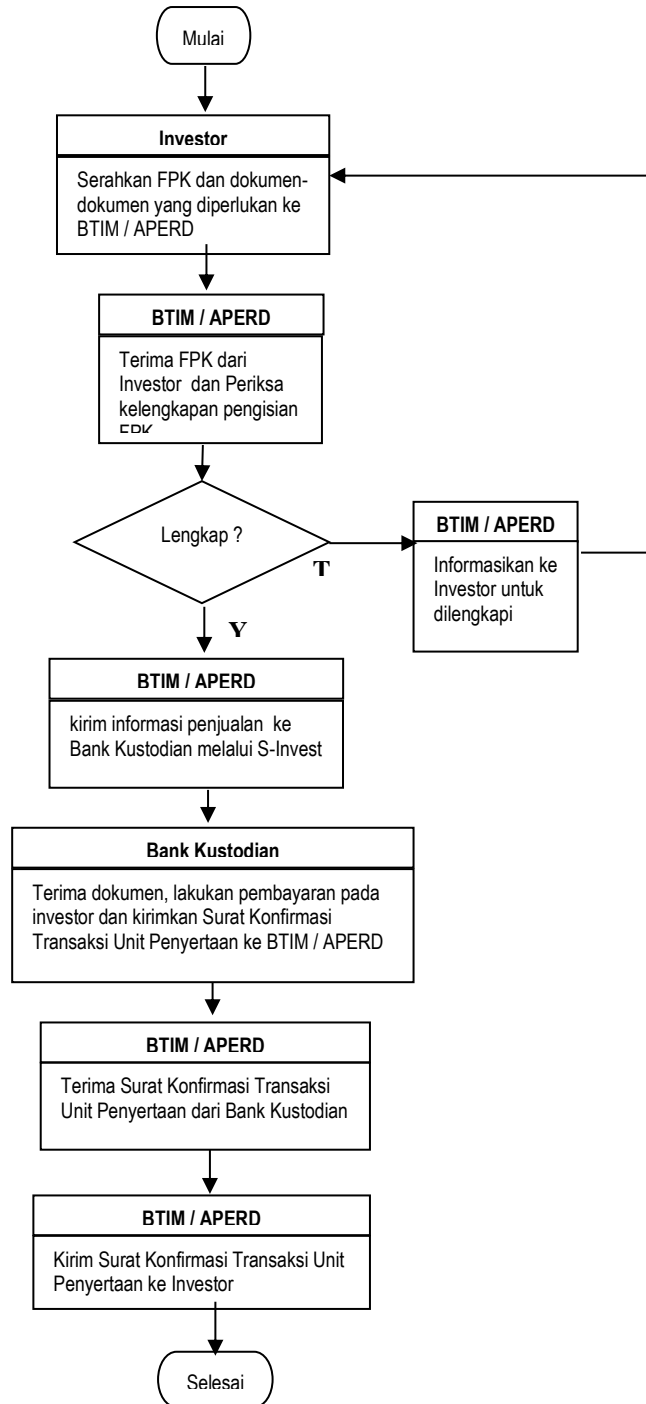 Mulai
Investor
Serahkan FPK dan dokumen-
dokumen yang diperlukan ke
BTIM / APERD
BTIM / APERD
Terima FPK dari
Investor dan Periksa
kelengkapan pengisian
FPK
Lengkap ?
T
BTIM / APERD
Informasikan ke
Investor untuk
dilengkapi
Y
BTIM / APERD
kirim informasi penjualan ke
Bank Kustodian melalui S-Invest
Bank Kustodian
Terima dokumen, lakukan pembayaran pada
investor dan kirimkan Surat Konfirmasi
Transaksi Unit Penyertaan ke BTIM / APERD
BTIM / APERD
Terima Surat Konfirmasi Transaksi
Unit Penyertaan dari Bank Kustodian
BTIM / APERD
Kirim Surat Konfirmasi Transaksi Unit
Penyertaan ke Investor
Selesai